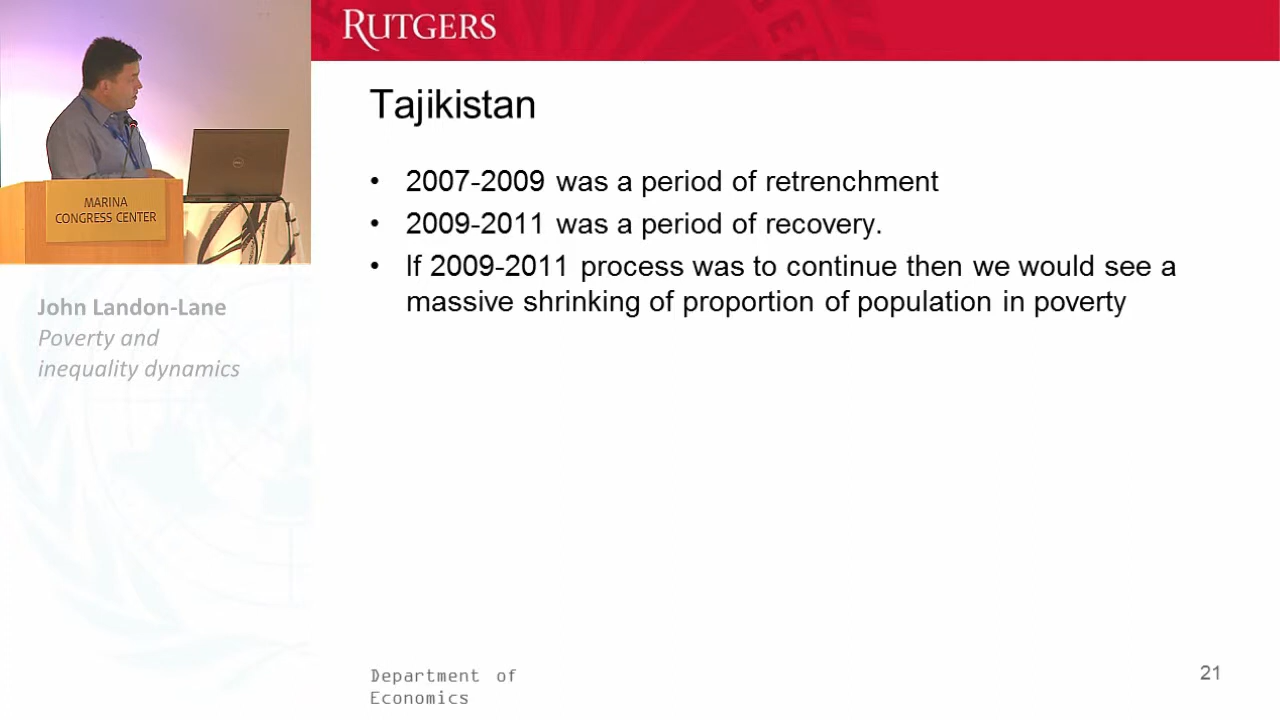 RUTGERS
Tajikistan
• 2007-2009 was a period of retrenchment
• 2009-2011 was a period of recovery.
• If 2009-2011 process was to continue then we would see a
massive shrinking of proportion of population in poverty
MARINA
CONGRESS CENTER
John Landon-Lane
Poverty and
inequality dynamics
Department of
Economics
21